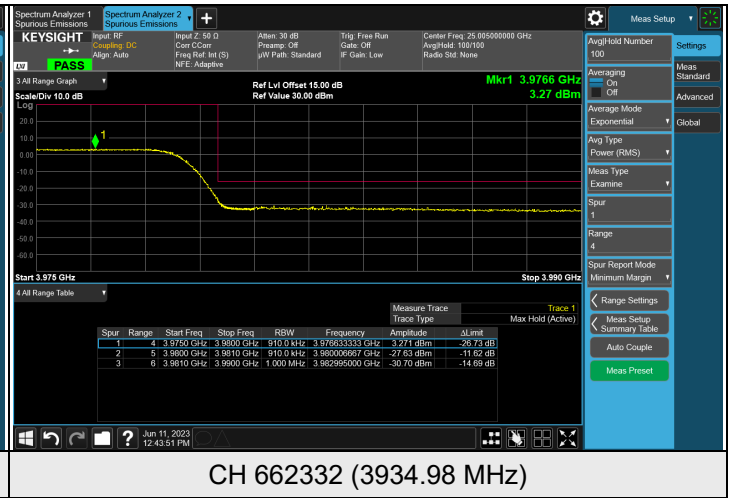 Spectrum Analyzer 1
Spurious Emissions
Spectrum Analyzer 2
Spurious Emissions
+
Meas Setup
KEYSIGHT
LXI
PASS
Input: RF
Coupling: DC
Align: Auto
Input Z: 50 Ω
Corr CCorr
Freq Ref: Int (S)
NFE: Adaptive
Atten: 30 dB
Preamp: Off
µW Path: Standard
Trig: Free Run
Gate: Off
IF Gain: Low
Center Freq: 25.005000000 GHz
Avg|Hold: 100/100
Radio Std: None
3 All Range Graph
Scale/Div 10.0 dB
Ref Lvl Offset 15.00 dB
Ref Value 30.00 dBm
Mkr1 3.9766 GHz
3.27 dBm
Log
20.0
10.0
0.00
-10.0
-20.0
-30.0
-40.0
-50.0
-60.0
1
Start 3.975 GHz
Stop 3.990 GHz
4 All Range Table
Measure Trace Trace 1
Trace Type Max Hold (Active)
Spur Range Start Freq Stop Freq RBW Frequency Amplitude ΔLimit
1 4 3.9750 GHz 3.9800 GHz 910.0 kHz 3.976633333 GHz 3.271 dBm -26.73 dB
2 5 3.9800 GHz 3.9810 GHz 910.0 kHz 3.980006667 GHz -27.63 dBm -11.62 dB
3 6 3.9810 GHz 3.9900 GHz 1.000 MHz 3.982995000 GHz -30.70 dBm -14.69 dB
Avg|Hold Number
100
Averaging
On
Off
Average Mode
Exponential
Avg Type
Power (RMS)
Meas Type
Examine
Spur
1
Range
4
Spur Report Mode
Minimum Margin
Range Settings
Meas Setup
Summary Table
Auto Couple
Meas Preset
Settings
Meas
Standard
Advanced
Global
?
Jun 11, 2023
12:43:51 PM
CH 662332 (3934.98 MHz)